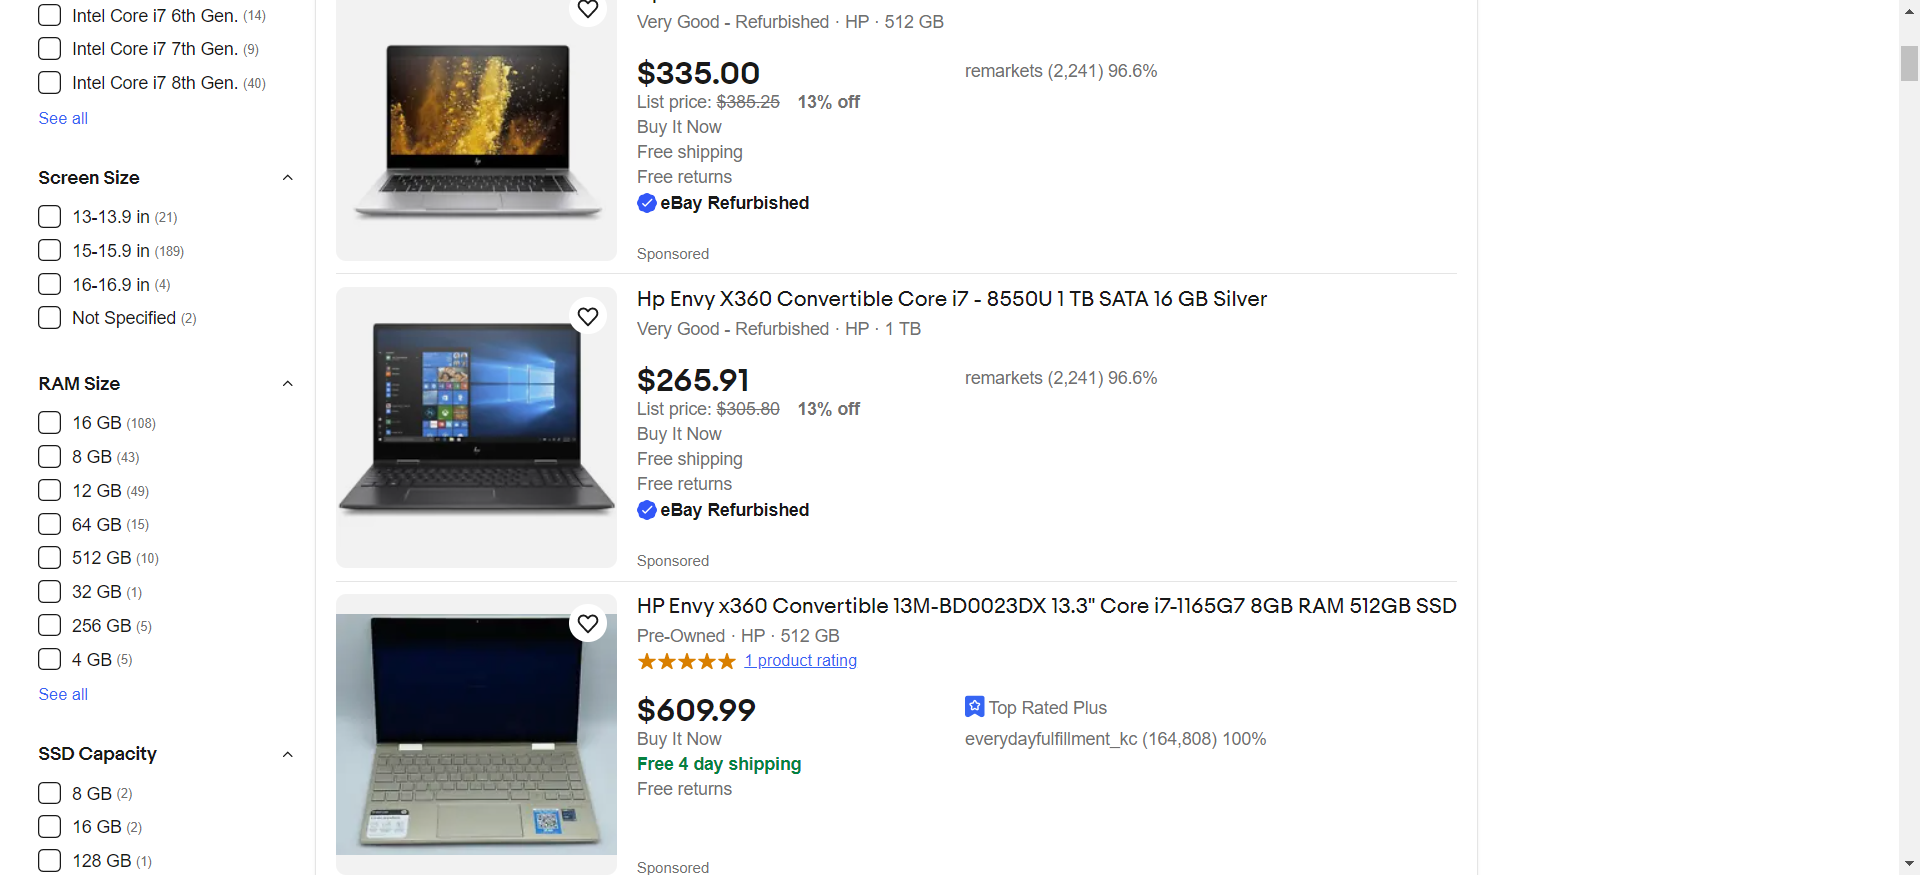 Intel Core i7 6th Gen. (14)
Intel Core i7 7th Gen. (9)
Intel Core i7 8th Gen. (40)
See all
Screen Size
13-13.9 in (21)
15-15.9 in (189)
16-16.9 in (4)
Not Specified (2)
RAM Size
16 GB (108)
8 GB (43)
12 GB (49)
64 GB (15)
512 GB (10)
32 GB (1)
256 GB (5)
4 GB (5)
See all
SSD Capacity
8 GB (2)
16 GB (2)
128 GB (1)
Very Good - Refurbished · HP · 512 GB
$335.00
remarkets (2,241) 96.6%
List price: $385.25 13% off
Buy It Now
Free shipping
Free returns
eBay Refurbished
Sponsored
Hp Envy X360 Convertible Core i7 - 8550U 1 TB SATA 16 GB Silver
Very Good - Refurbished · HP · 1 TB
$265.91
remarkets (2,241) 96.6%
List price: $305.80 13% off
Buy It Now
Free shipping
Free returns
eBay Refurbished
Sponsored
HP Envy x360 Convertible 13M-BD0023DX 13.3" Core i7-1165G7 8GB RAM 512GB SSD
Pre-Owned · HP · 512 GB
1 product rating
$609.99
Top Rated Plus
Buy It Now
everydayfulfillment_kc (164,808) 100%
Free 4 day shipping
Free returns
Sponsored